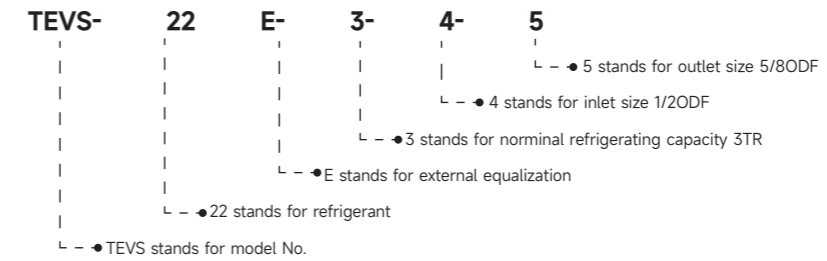 TEVS- 22 E- 3- 4- 5
5 stands for outlet size 5/8ODF
4 stands for inlet size 1/2ODF
3 stands for norminal refrigerating capacity 3TR
E stands for external equalization
22 stands for refrigerant
TEVS stands for model No.